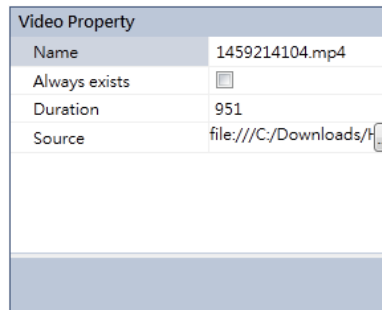 Video Property
Name 1459214104.mp4
Always exists
Duration 951
Source file:///C:/Downloads/H